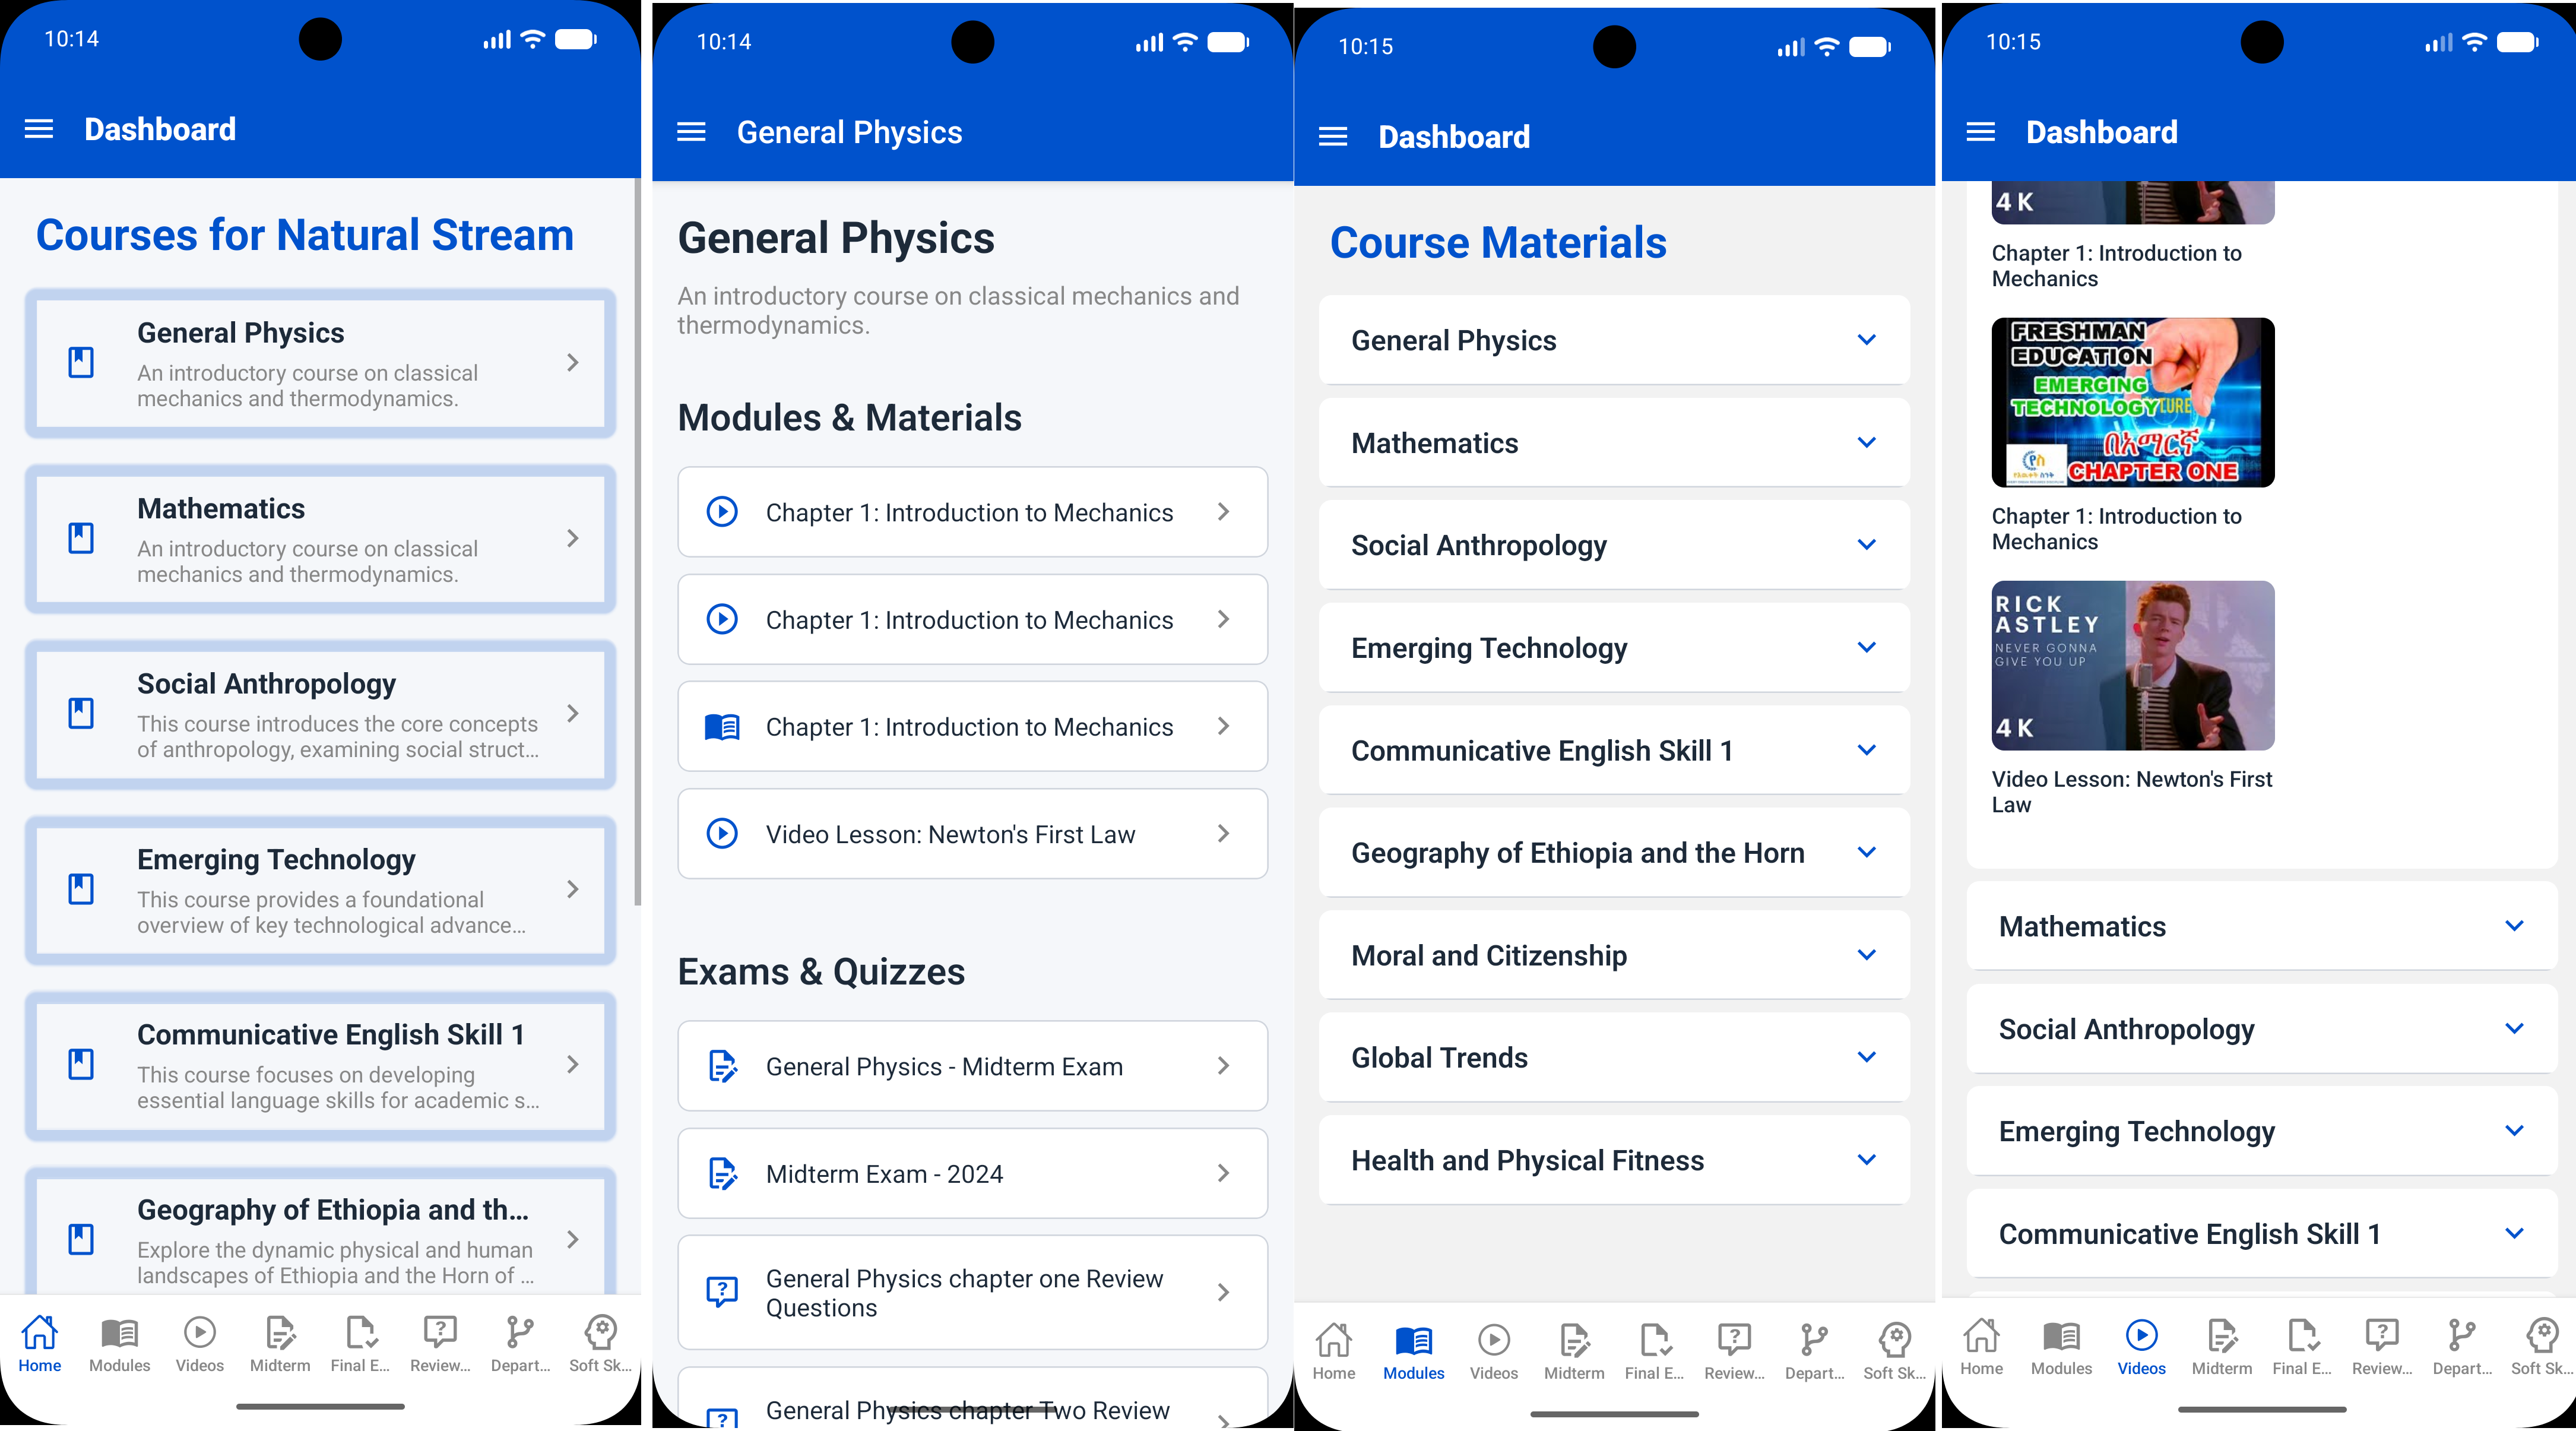 10:14
Dashboard
Courses for Natural Stream
General Physics
An introductory course on classical
mechanics and thermodynamics.
Mathematics
An introductory course on classical
mechanics and thermodynamics.
Social Anthropology
This course introduces the core concepts
of anthropology, examining social struct...
Emerging Technology
This course provides a foundational
overview of key technological advance...
Communicative English Skill 1
This course focuses on developing
essential language skills for academic s...
Geography of Ethiopia and th...
Explore the dynamic physical and human
landscapes of Ethiopia and the Horn of ...
Home
Modules
Videos
Midterm
Final E...
Review...
Depart...
Soft Sk...
10:14
General Physics
General Physics
An introductory course on classical mechanics and
thermodynamics.
Modules & Materials
Chapter 1: Introduction to Mechanics
Chapter 1: Introduction to Mechanics
Chapter 1: Introduction to Mechanics
Video Lesson: Newton's First Law
Exams & Quizzes
General Physics - Midterm Exam
Midterm Exam - 2024
General Physics chapter one Review
Questions
General Physics chapter Two Review
10:15
Dashboard
Course Materials
General Physics
Mathematics
Social Anthropology
Emerging Technology
Communicative English Skill 1
Geography of Ethiopia and the Horn
Moral and Citizenship
Global Trends
Health and Physical Fitness
Home
Modules
Videos
Midterm
Final E...
Review...
Depart...
Soft Sk...
10:15
Dashboard
4K
Chapter 1: Introduction to
Mechanics
FRESHMAN
EDUCATION
EMERGING
TECHNOLOGY
በአማርኛ
CHAPTER ONE
Chapter 1: Introduction to
Mechanics
RICK
ASTLEY
NEVER GONNA
GIVE YOU UP
4K
Video Lesson: Newton's First
Law
Mathematics
Social Anthropology
Emerging Technology
Communicative English Skill 1
Home
Modules
Videos
Midterm
Final E...
Review...
Depart...
Soft Sk...